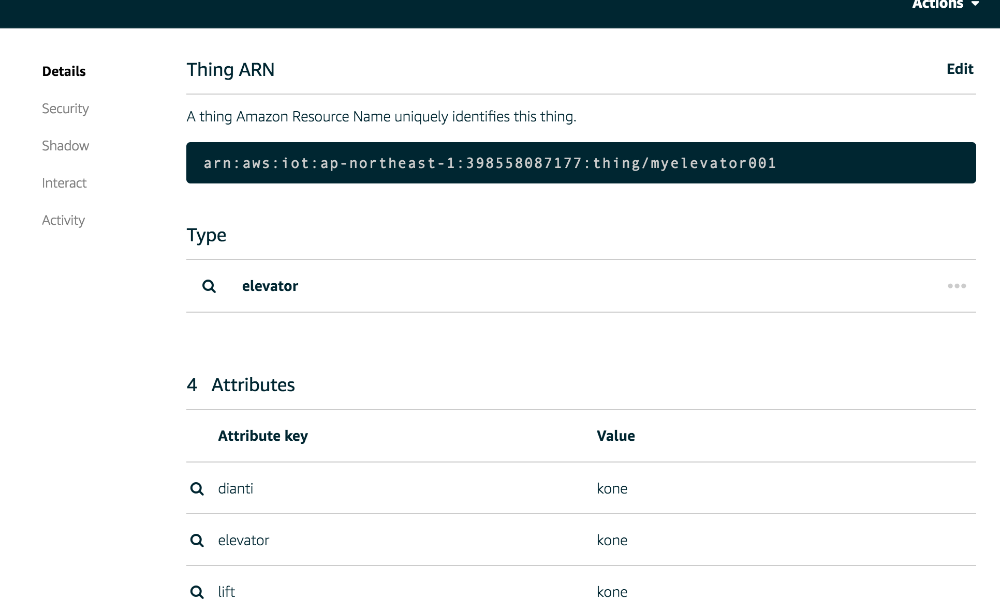 Actions
Details
Security
Shadow
Interact
Activity
Thing ARN
Edit
A thing Amazon Resource Name uniquely identifies this thing.
arn:aws:iot:ap-northeast-1:398558087177:thing/myelevator001
Type
elevator
4 Attributes
Attribute key Value
dianti kone
elevator kone
lift kone